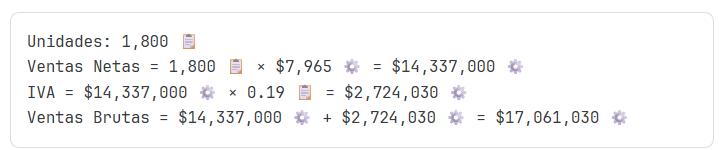 Unidades: 1,800 📋
Ventas Netas = 1,800 📋 × $7,965 ⚙️ = $14,337,000 ⚙️
IVA = $14,337,000 ⚙️ × 0.19 📋 = $2,724,030 ⚙️
Ventas Brutas = $14,337,000 ⚙️ + $2,724,030 ⚙️ = $17,061,030 ⚙️